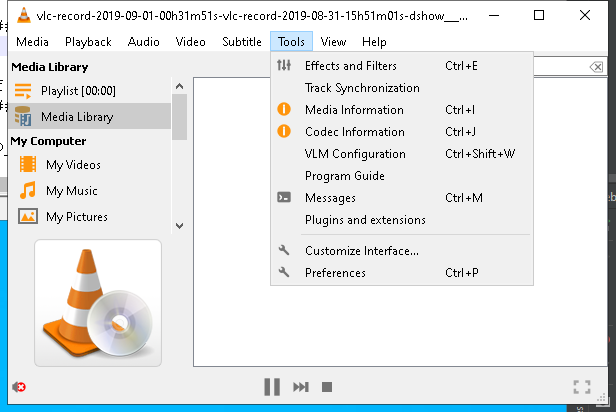 vlc-record-2019-09-01-00h31m51s-vlc-record-2019-08-31-15h51m01s-dshow__...
Media Playback Audio Video Subtitle Tools View Help
Media Library
Playlist [00:00]
Media Library
My Computer
My Videos
My Music
My Pictures
Effects and Filters Ctrl+E
Track Synchronization
Media Information Ctrl+I
Codec Information Ctrl+J
VLM Configuration Ctrl+Shift+W
Program Guide
Messages Ctrl+M
Plugins and extensions
Customize Interface...
Preferences Ctrl+P